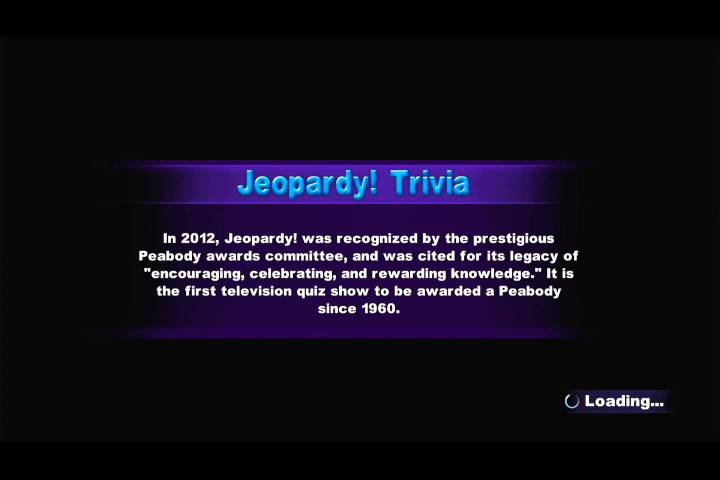 Jeopardy! Trivia
In 2012, Jeopardy! was recognized by the prestigious
Peabody awards committee, and was cited for its legacy of
"encouraging, celebrating, and rewarding knowledge." It is
the first television quiz show to be awarded a Peabody
since 1960.
Loading...